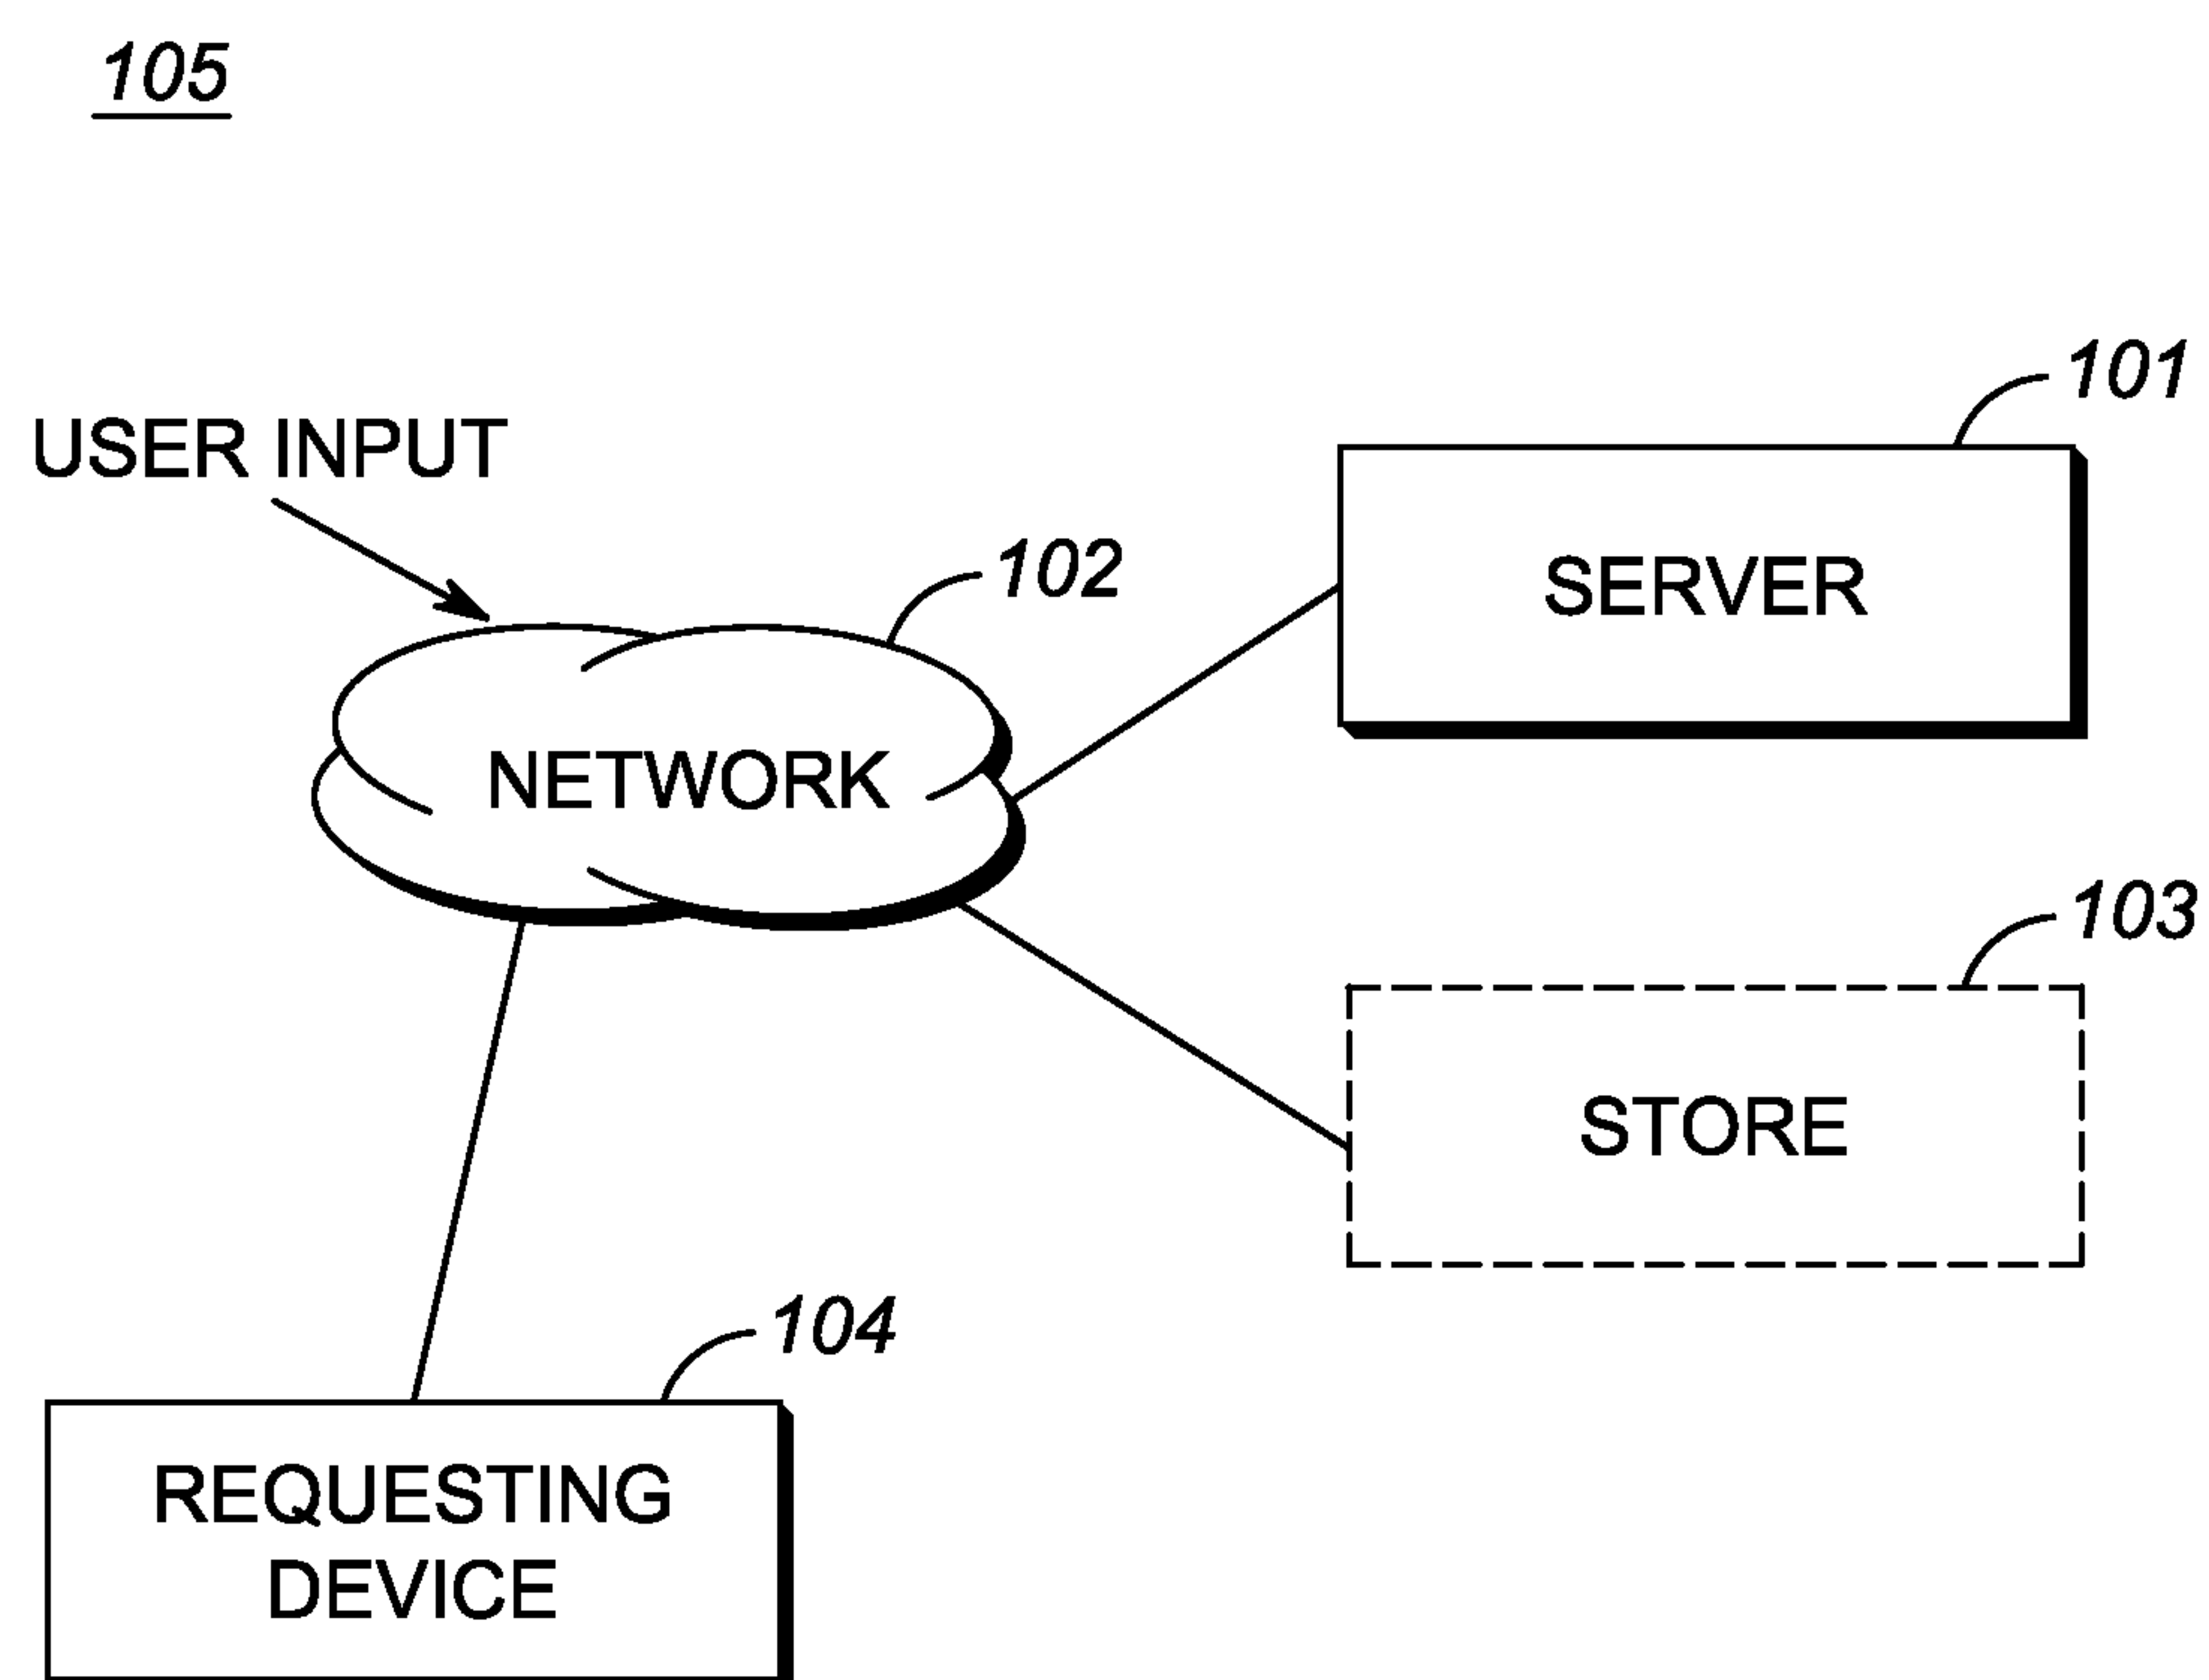 105
101
USER INPUT
102
SERVER
NETWORK
103
STORE
104
REQUESTING
DEVICE